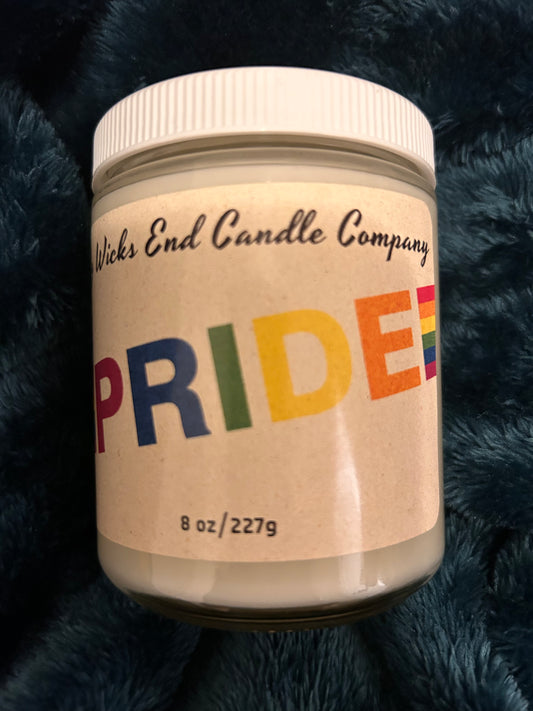 Wicks End Candle Company
PRIDE
8 oz/227g